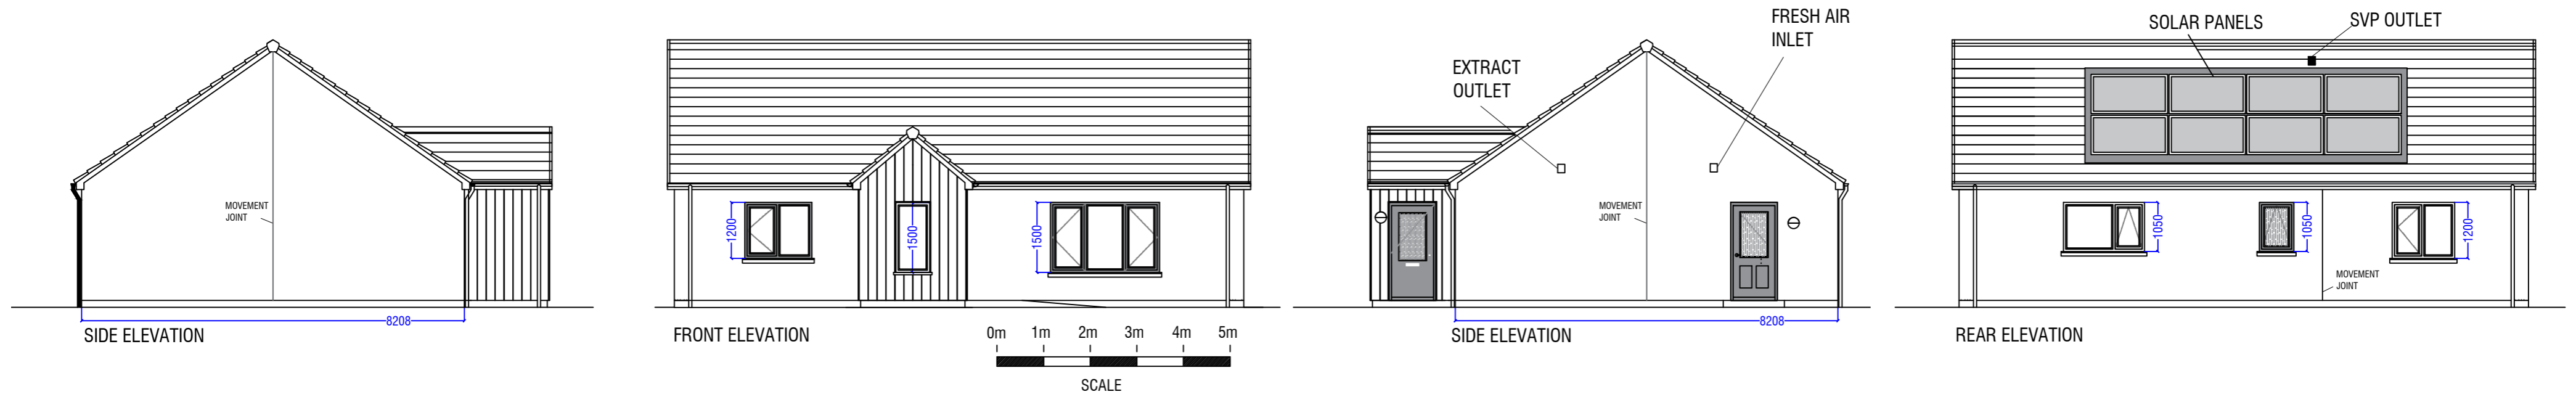 MOVEMENT
JOINT
8208
SIDE ELEVATION
1200
1500
1500
FRONT ELEVATION
0m 1m 2m 3m 4m 5m
SCALE
EXTRACT
OUTLET
FRESH AIR
INLET
MOVEMENT
JOINT
8208
SIDE ELEVATION
SOLAR PANELS
SVP OUTLET
1050
1050
1200
MOVEMENT
JOINT
REAR ELEVATION